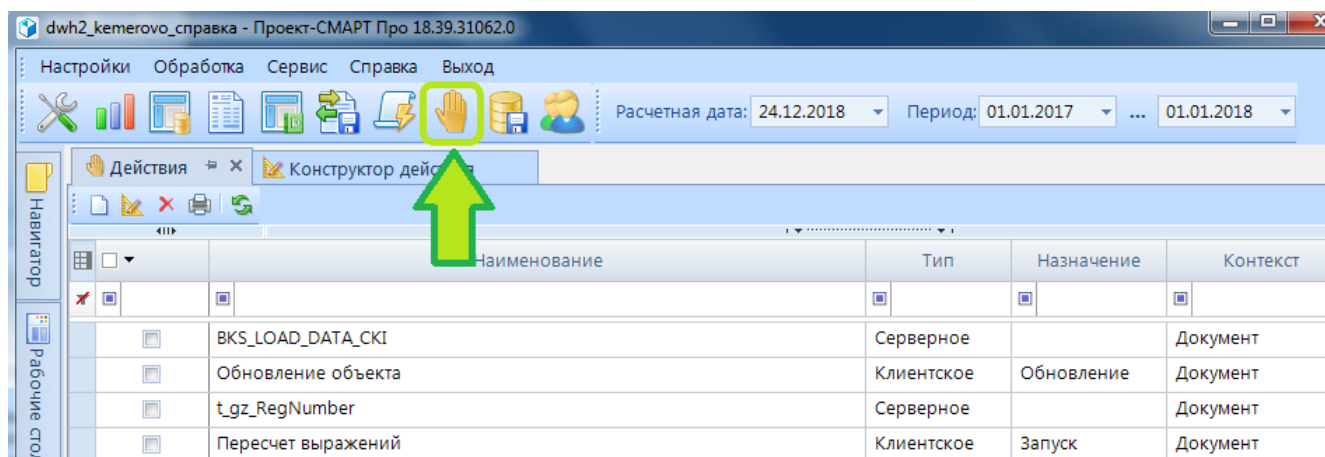 dwh2_kemerovo_справка - Проект-СМАРТ Про 18.39.31062.0
Настройки Обработка Сервис Справка Выход
Расчетная дата: 24.12.2018 Период: 01.01.2017 ... 01.01.2018
Действия Конструктор
Навигатор
Рабочие
Наименование Тип Назначение Контекст
BKS_LOAD_DATA_CKI Серверное Документ
Обновление объекта Клиентское Обновление Документ
t_gz_RegNumber Серверное Документ
Пересчет выражений Клиентское Запуск Документ